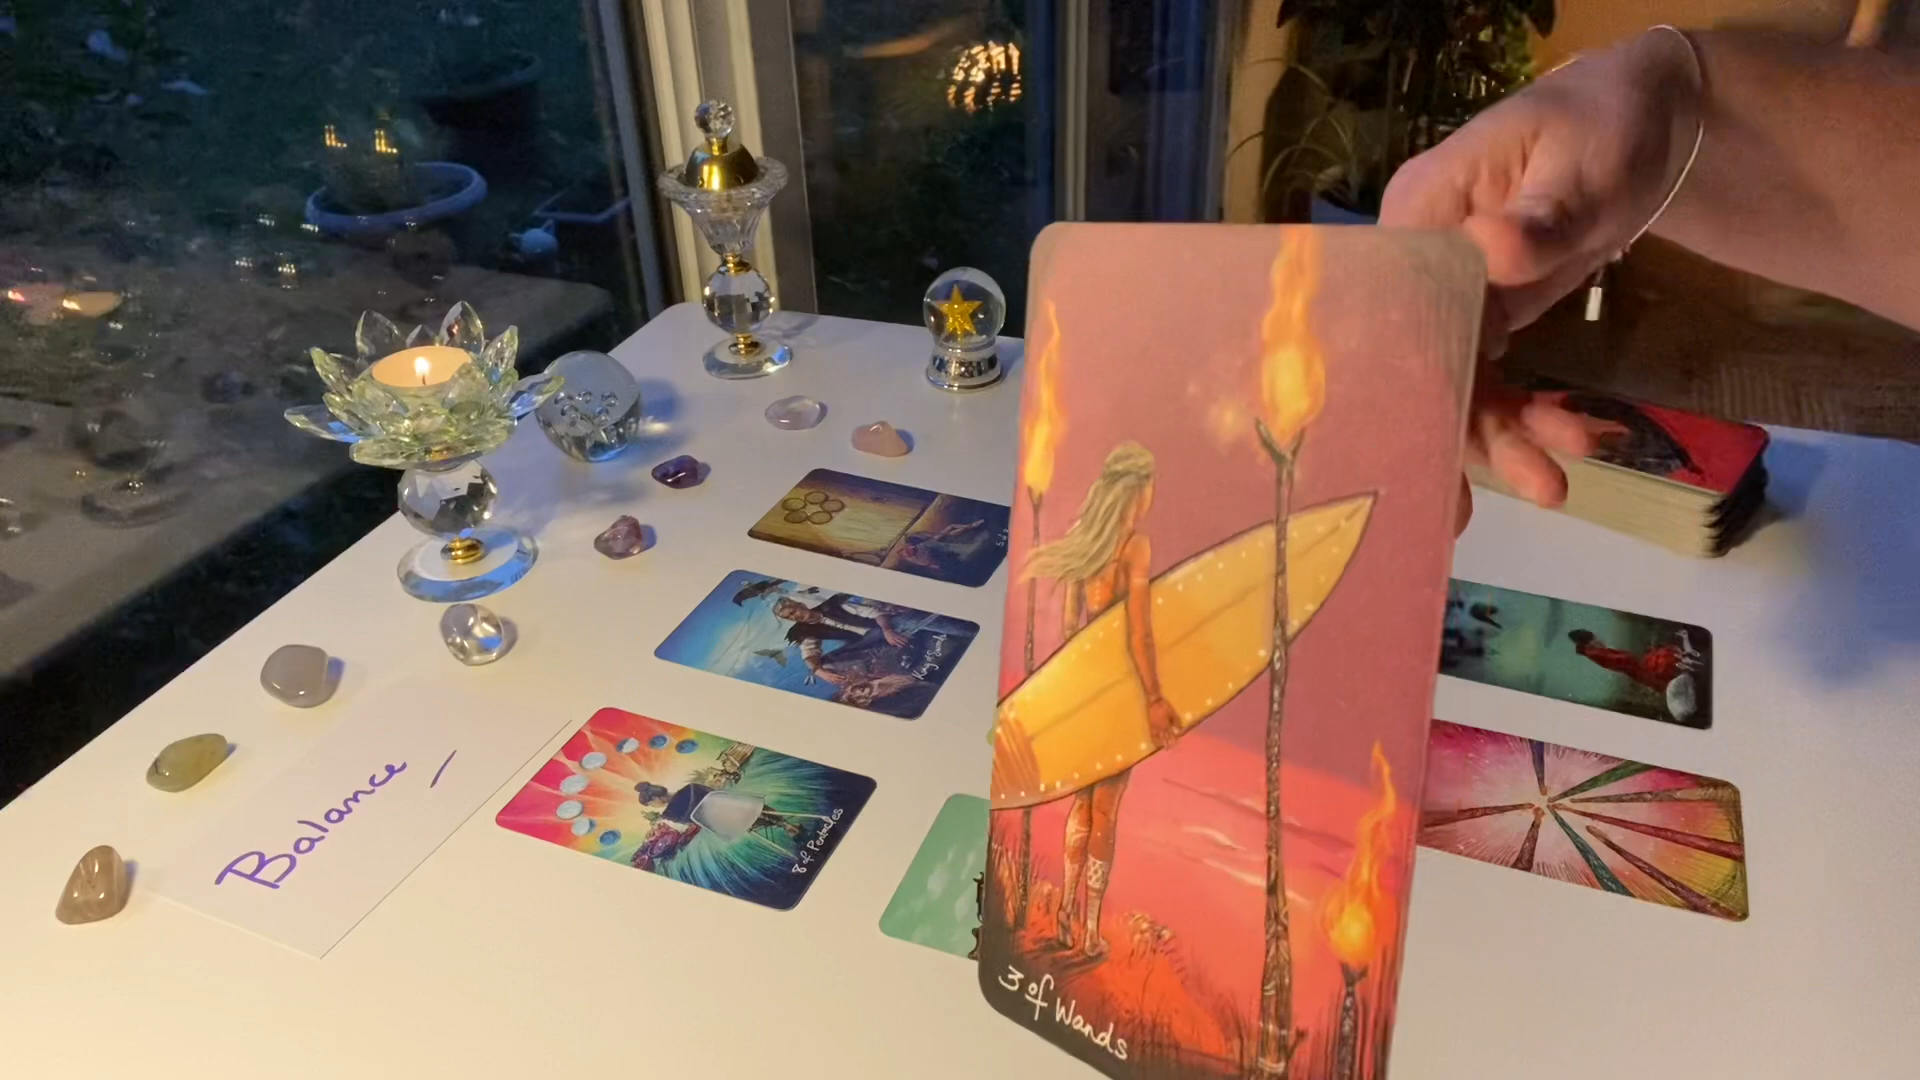 King of Swords
Balance
8 of Pentacles
3 of Wands